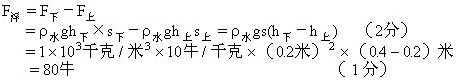 F浮＝F下－F上
＝ρ水gh下×s下－ρ水gh上s上＝ρ水gs(h下－h上) （2分）
＝1×10³千克/米³×10牛/千克×（0.2米）²×（0.4－0.2）米
＝80牛 （1分）